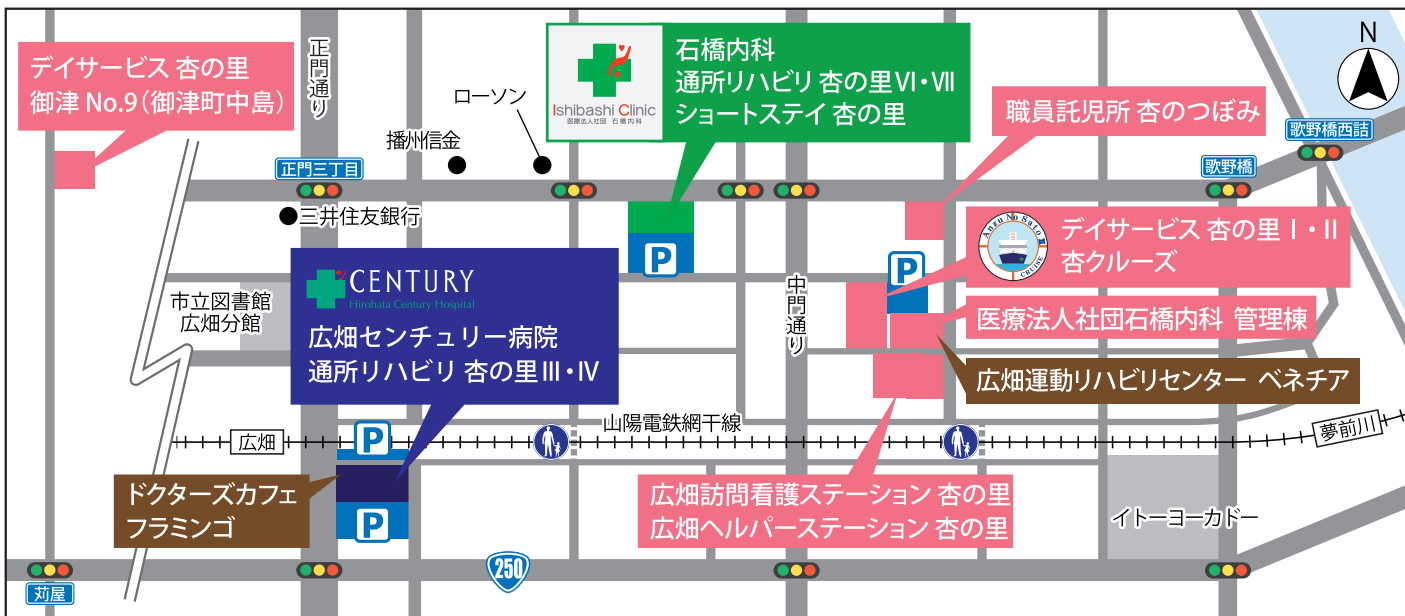 デイサービス 杏の里
御津 No.9（御津町中島）
正門通り
ローソン
播州信金
Ishibashi Clinic
医療法人社団 石橋内科
石橋内科
通所リハビリ 杏の里Ⅵ・Ⅶ
ショートステイ 杏の里
職員託児所 杏のつぼみ
N
歌野橋西詰
歌野橋
正門三丁目
三井住友銀行
P
P
Anzu No Sato
CRUISE
デイサービス 杏の里Ⅰ・Ⅱ
杏クルーズ
CENTURY
Hirohata Century Hospital
広畑センチュリー病院
通所リハビリ 杏の里Ⅲ・Ⅳ
市立図書館
広畑分館
中門通り
医療法人社団石橋内科 管理棟
広畑運動リハビリセンター ベネチア
山陽電鉄網干線
広畑
P
夢前川
ドクターズカフェ
フラミンゴ
P
広畑訪問看護ステーション 杏の里
広畑ヘルパーステーション 杏の里
イトーヨーカドー
250
苅屋